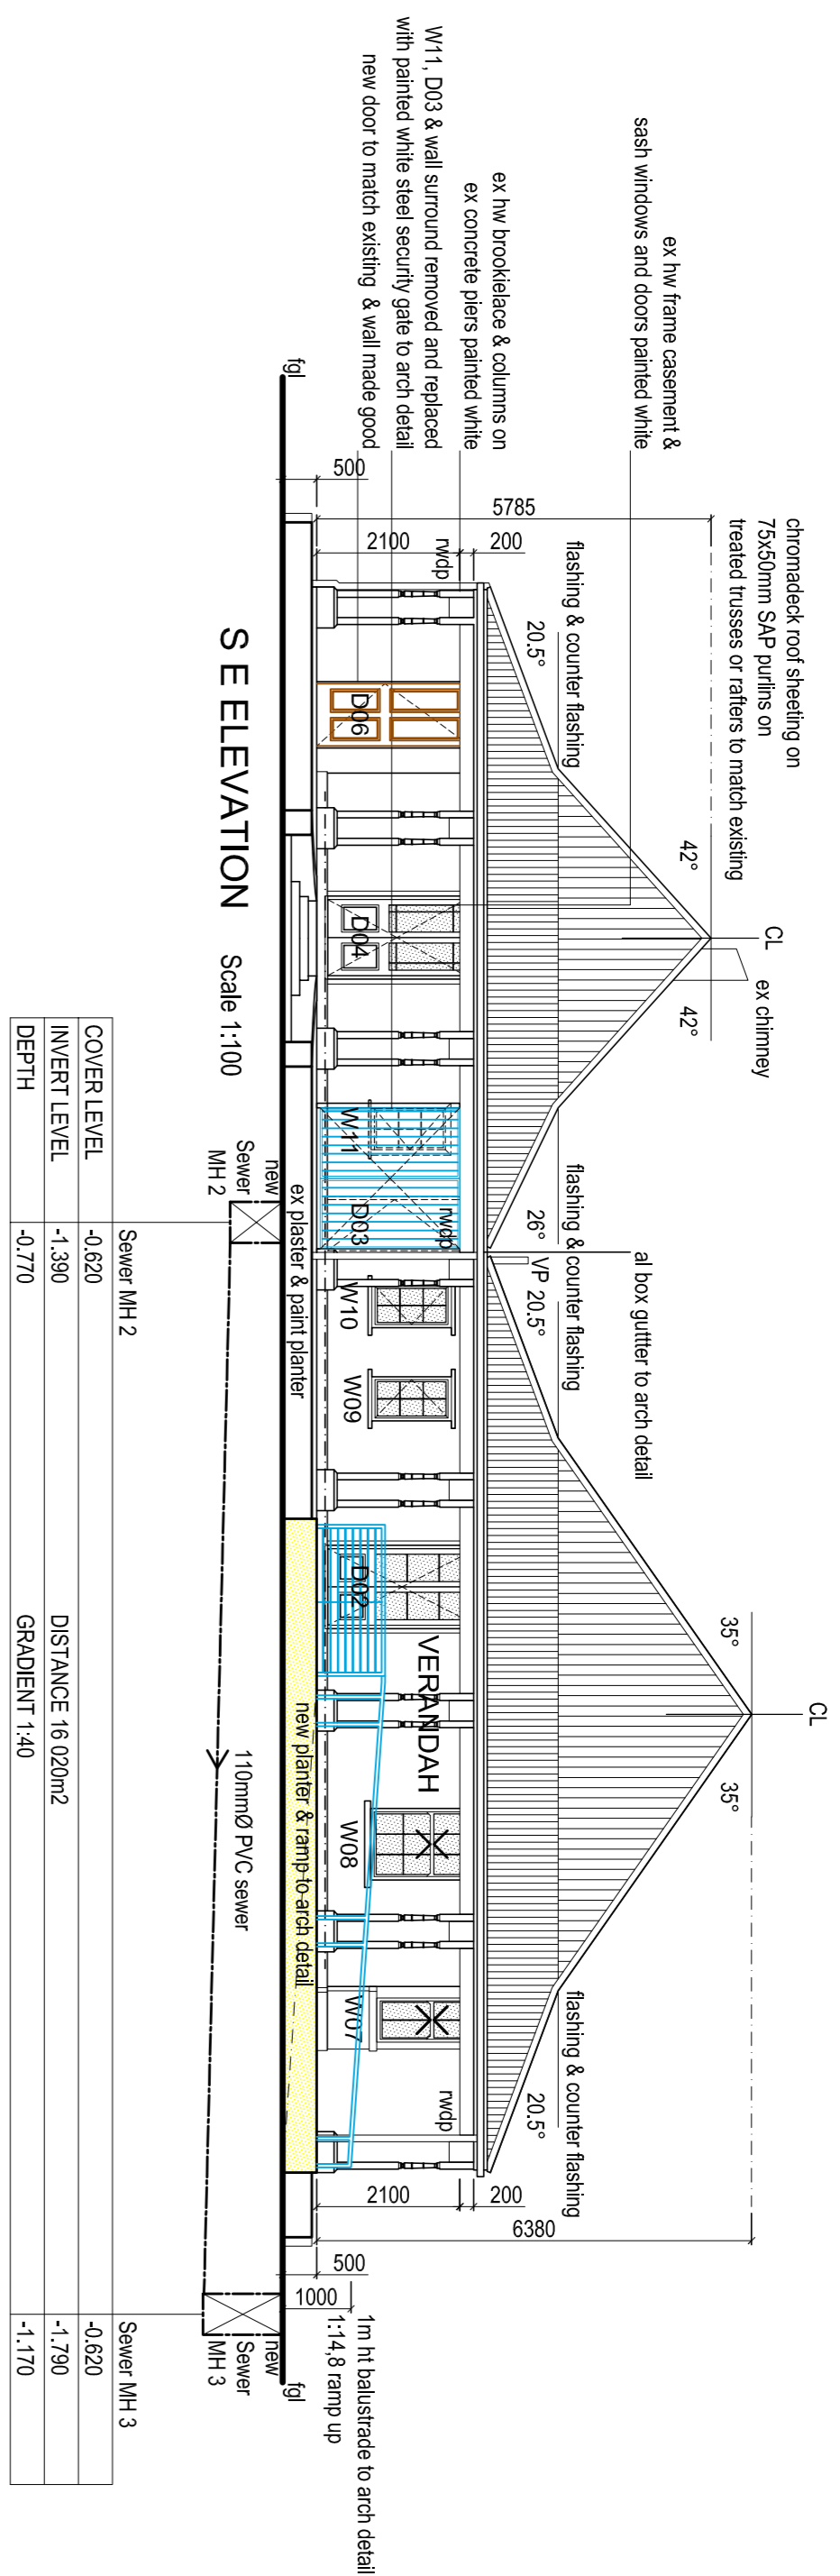 chromadeck roof sheeting on
75x50mm SAP purlins on
treated trusses or rafters to match existing
ex hw frame casement &
sash windows and doors painted white
ex hw brookielace & columns on
ex concrete piers painted white
W11, D03 & wall surround removed and replaced
with painted white steel security gate to arch detail
new door to match existing & wall made good
CL
ex chimney
42°
42°
flashing & counter flashing
20.5°
flashing & counter flashing
26°
al box guttter to arch detail
VP 20.5°
flashing & counter flashing
CL
35°
35°
flashing & counter flashing
20.5°
5785
200
2100
500
rwdp
rwdp
rwdp
200
2100
6380
500
1000
D06
D04
W11
D03
W10
W09
D02
VERANDAH
W08
W07
1m ht balustrade to arch detail
1:14,8 ramp up
fgl
fgl
ex plaster & paint planter
new planter & ramp to arch detail
new
Sewer
MH 2
110mmØ PVC sewer
new
Sewer
MH 3
S E ELEVATION Scale 1:100
Sewer MH 2 Sewer MH 3
COVER LEVEL -0.620 -0.620
INVERT LEVEL -1.390 DISTANCE 16 020m2 -1.790
DEPTH -0.770 GRADIENT 1:40 -1.170